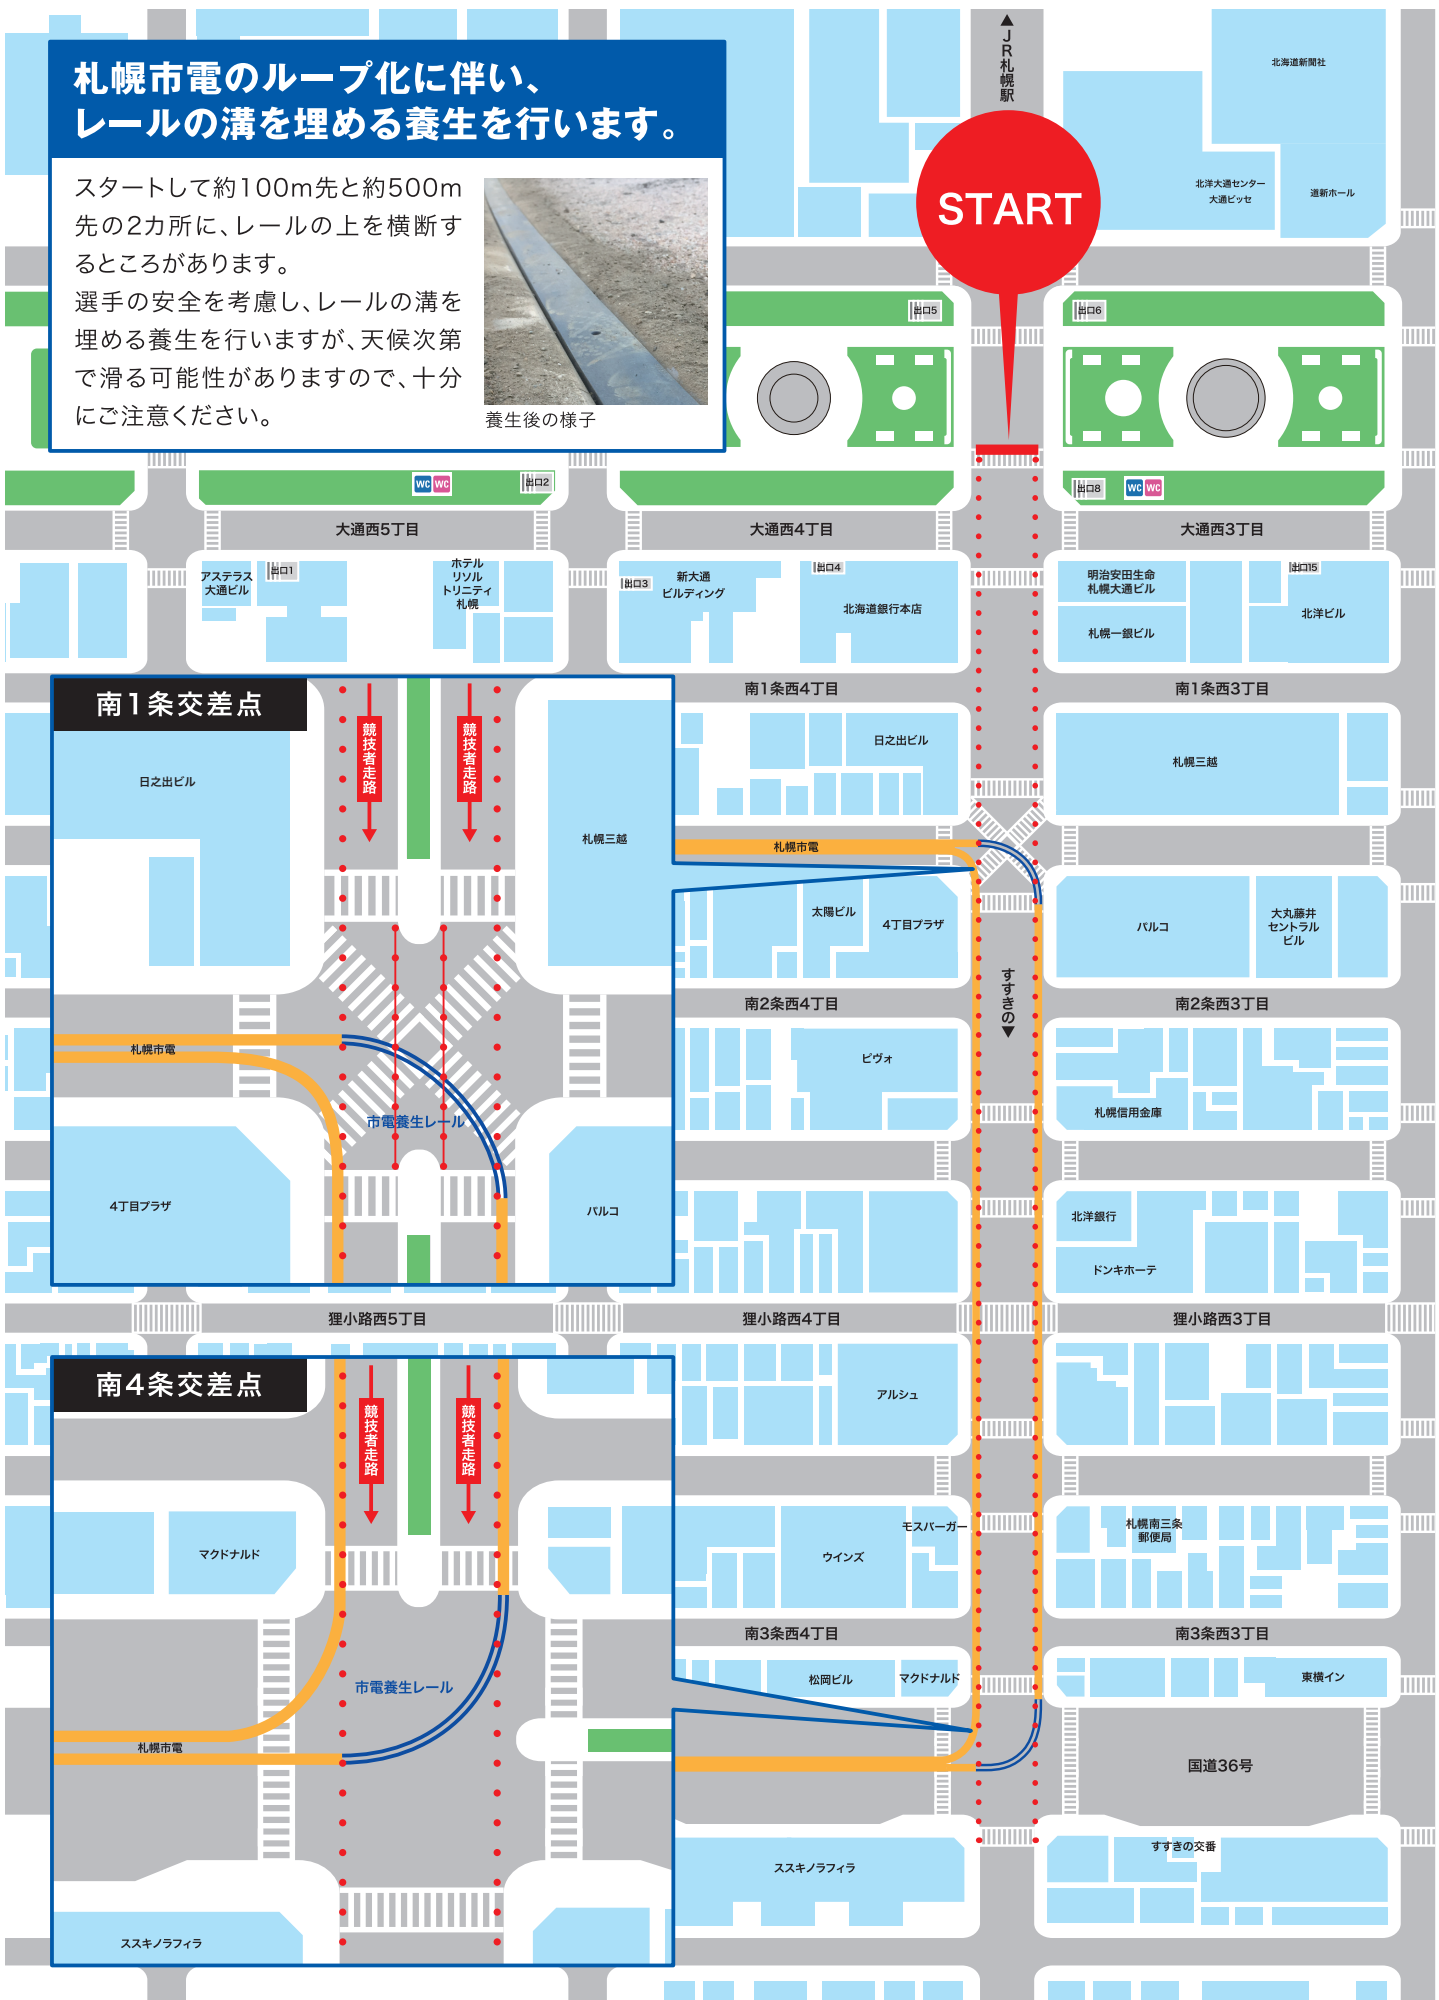 札幌市電のループ化に伴い、
レールの溝を埋める養生を行います。
スタートして約100m先と約500m
先の2カ所に、レールの上を横断す
るところがあります。
選手の安全を考慮し、レールの溝を
埋める養生を行いますが、天候次第
で滑る可能性がありますので、十分
にご注意ください。
養生後の様子
▲JR札幌駅
START
北海道新聞社
北洋大通センター
大通ビッセ
道新ホール
出口5
出口6
WC WC
出口2
出口8
WC WC
大通西5丁目
大通西4丁目
大通西3丁目
アステラス
大通ビル
出口1
ホテル
リソル
トリニティ
札幌
出口3
新大通
ビルディング
出口4
北海道銀行本店
明治安田生命
札幌大通ビル
札幌一銀ビル
出口15
北洋ビル
南1条西4丁目
南1条西3丁目
日之出ビル
札幌三越
札幌市電
太陽ビル
4丁目プラザ
パルコ
大丸藤井
セントラル
ビル
すすきの▼
南2条西4丁目
南2条西3丁目
ピヴォ
札幌信用金庫
北洋銀行
ドンキホーテ
狸小路西5丁目
狸小路西4丁目
狸小路西3丁目
アルシュ
モスバーガー
ウインズ
札幌南三条
郵便局
南3条西4丁目
南3条西3丁目
松岡ビル
マクドナルド
東横イン
国道36号
すすきの交番
ススキノラフィラ
南1条交差点
競技者走路
競技者走路
日之出ビル
札幌三越
札幌市電
市電養生レール
4丁目プラザ
パルコ
南4条交差点
競技者走路
競技者走路
マクドナルド
市電養生レール
札幌市電
ススキノラフィラ